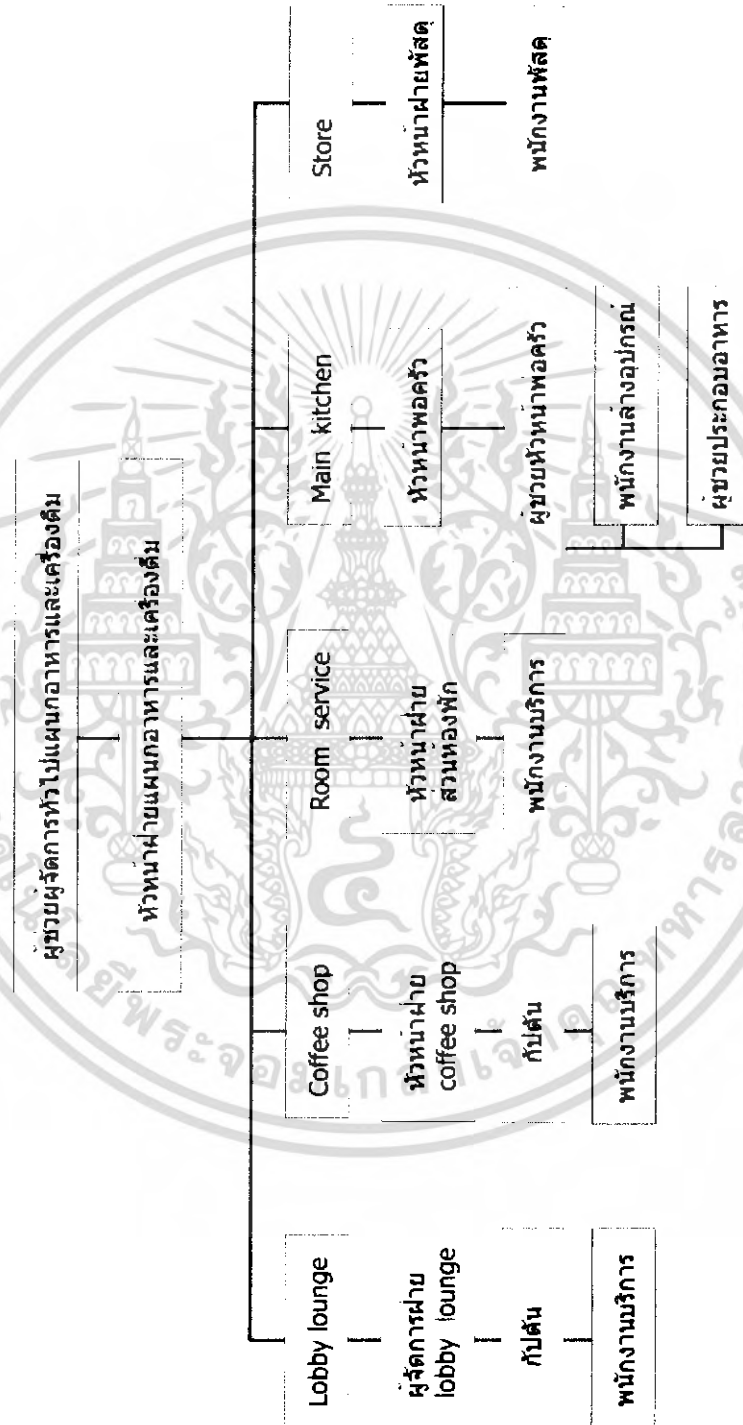 ผู้ช่วยผู้จัดการทั่วไปแผนกอาหารและเครื่องดื่ม
หัวหน้าฝ่ายแผนกอาหารและเครื่องดื่ม
Lobby lounge
ผู้จัดการฝ่าย
lobby lounge
กัปตัน
พนักงานบริการ
Coffee shop
หัวหน้าฝ่าย
coffee shop
กัปตัน
พนักงานบริการ
Room service
หัวหน้าฝ่าย
ส่วนห้องพัก
พนักงานบริการ
Main kitchen
หัวหน้าพ่อครัว
ผู้ช่วยหัวหน้าพ่อครัว
พนักงานล้างอุปกรณ์
ผู้ช่วยประกอบอาหาร
Store
หัวหน้าฝ่ายพัสดุ
พนักงานพัสดุ